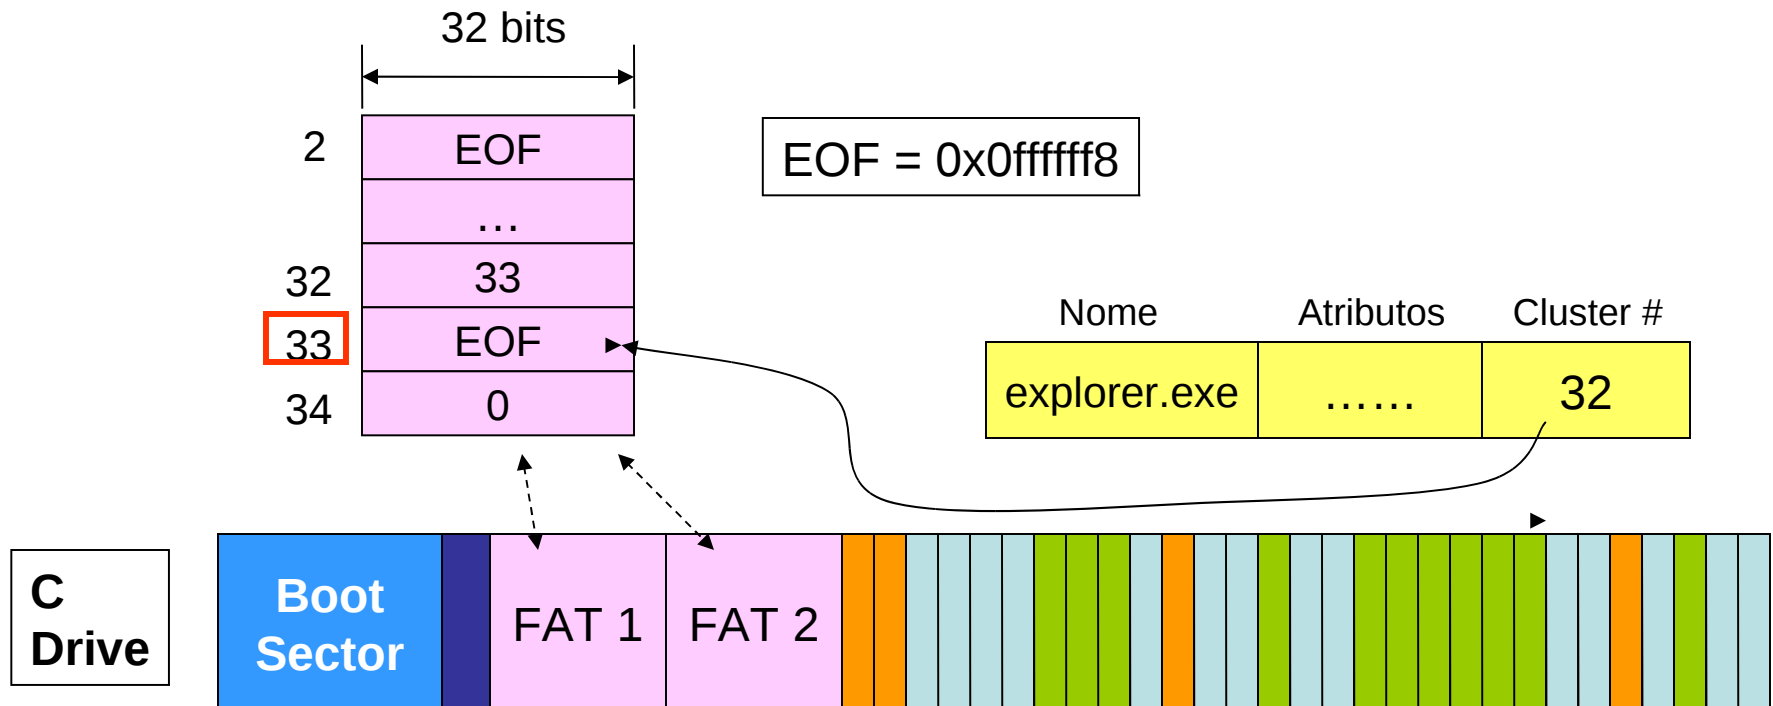 32 bits
2
EOF
EOF = 0x0ffffff8
…
32
33
33
EOF
34
0
Nome
Atributos
Cluster #
explorer.exe
……
32
C
Drive
Boot
Sector
FAT 1
FAT 2